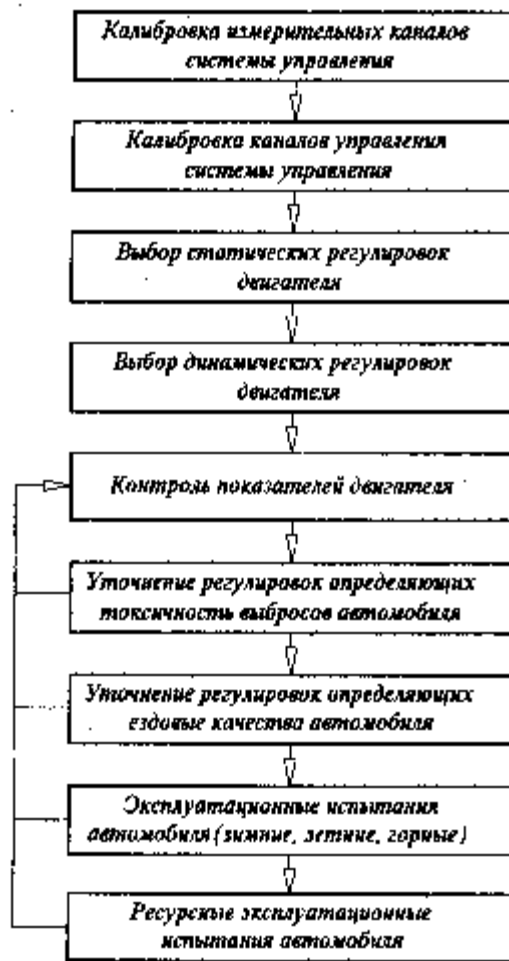 Калибровка измерительных каналов
системы управления
Калибровка каналов управления
системы управления
Выбор статических регулировок
двигателя
Выбор динамических регулировок
двигателя
Контроль показателей двигателя
Уточнение регулировок определяющих
токсичность выбросов автомобиля
Уточнение регулировок определяющих
ездовые качества автомобиля
Эксплуатационные испытания
автомобиля (зимние, летние, горные)
Ресурсные эксплуатационные
испытания автомобиля